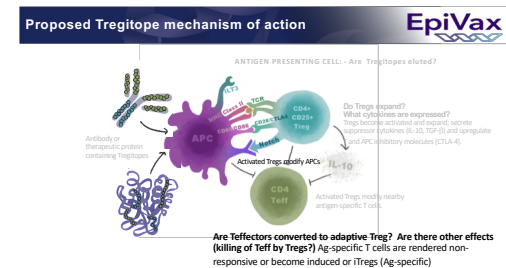 Proposed Tregitope mechanism of action
EpiVax
ANTIGEN PRESENTING CELL: - Are Tregitopes eluted?
ILT3
MHC Class II
TCR
CD80/CD86
CD28/CTLA4
Notch
APC
CD4+
CD25+
Treg
Antibody or
therapeutic protein
containing Tregitopes
Do Tregs expand?
What cytokines are expressed?
Tregs become activated and expand; secrete
suppressor cytokines (IL-10, TGF-β) and upregulate
and APC inhibitory molecules (CTLA-4).
Activated Tregs modify APCs
IL-10
CD4
Teff
Activated Tregs modify nearby
antigen-specific T cells
Are Teffectors converted to adaptive Treg? Are there other effects
(killing of Teff by Tregs?) Ag-specific T cells are rendered non-
responsive or become induced or iTregs (Ag-specific)